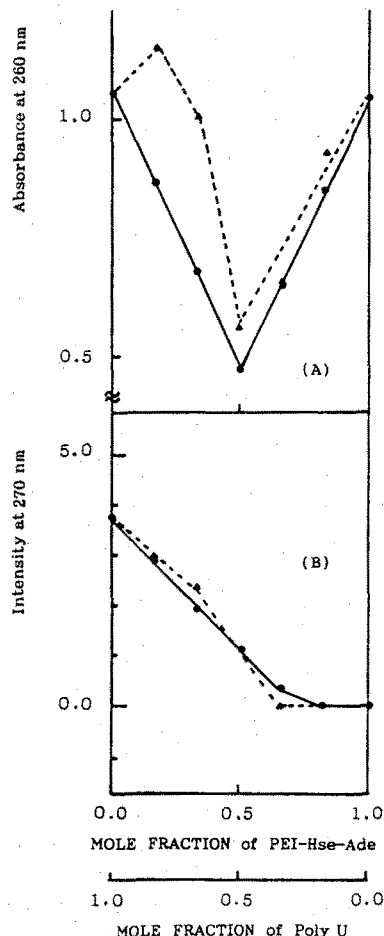 Absorbance at 260 nm
1.0
0.5
(A)
Intensity at 270 nm
5.0
0.0
(B)
0.0 0.5 1.0
MOLE FRACTION of PEI-Hse-Ade
1.0 0.5 0.0
MOLE FRACTION of Poly U